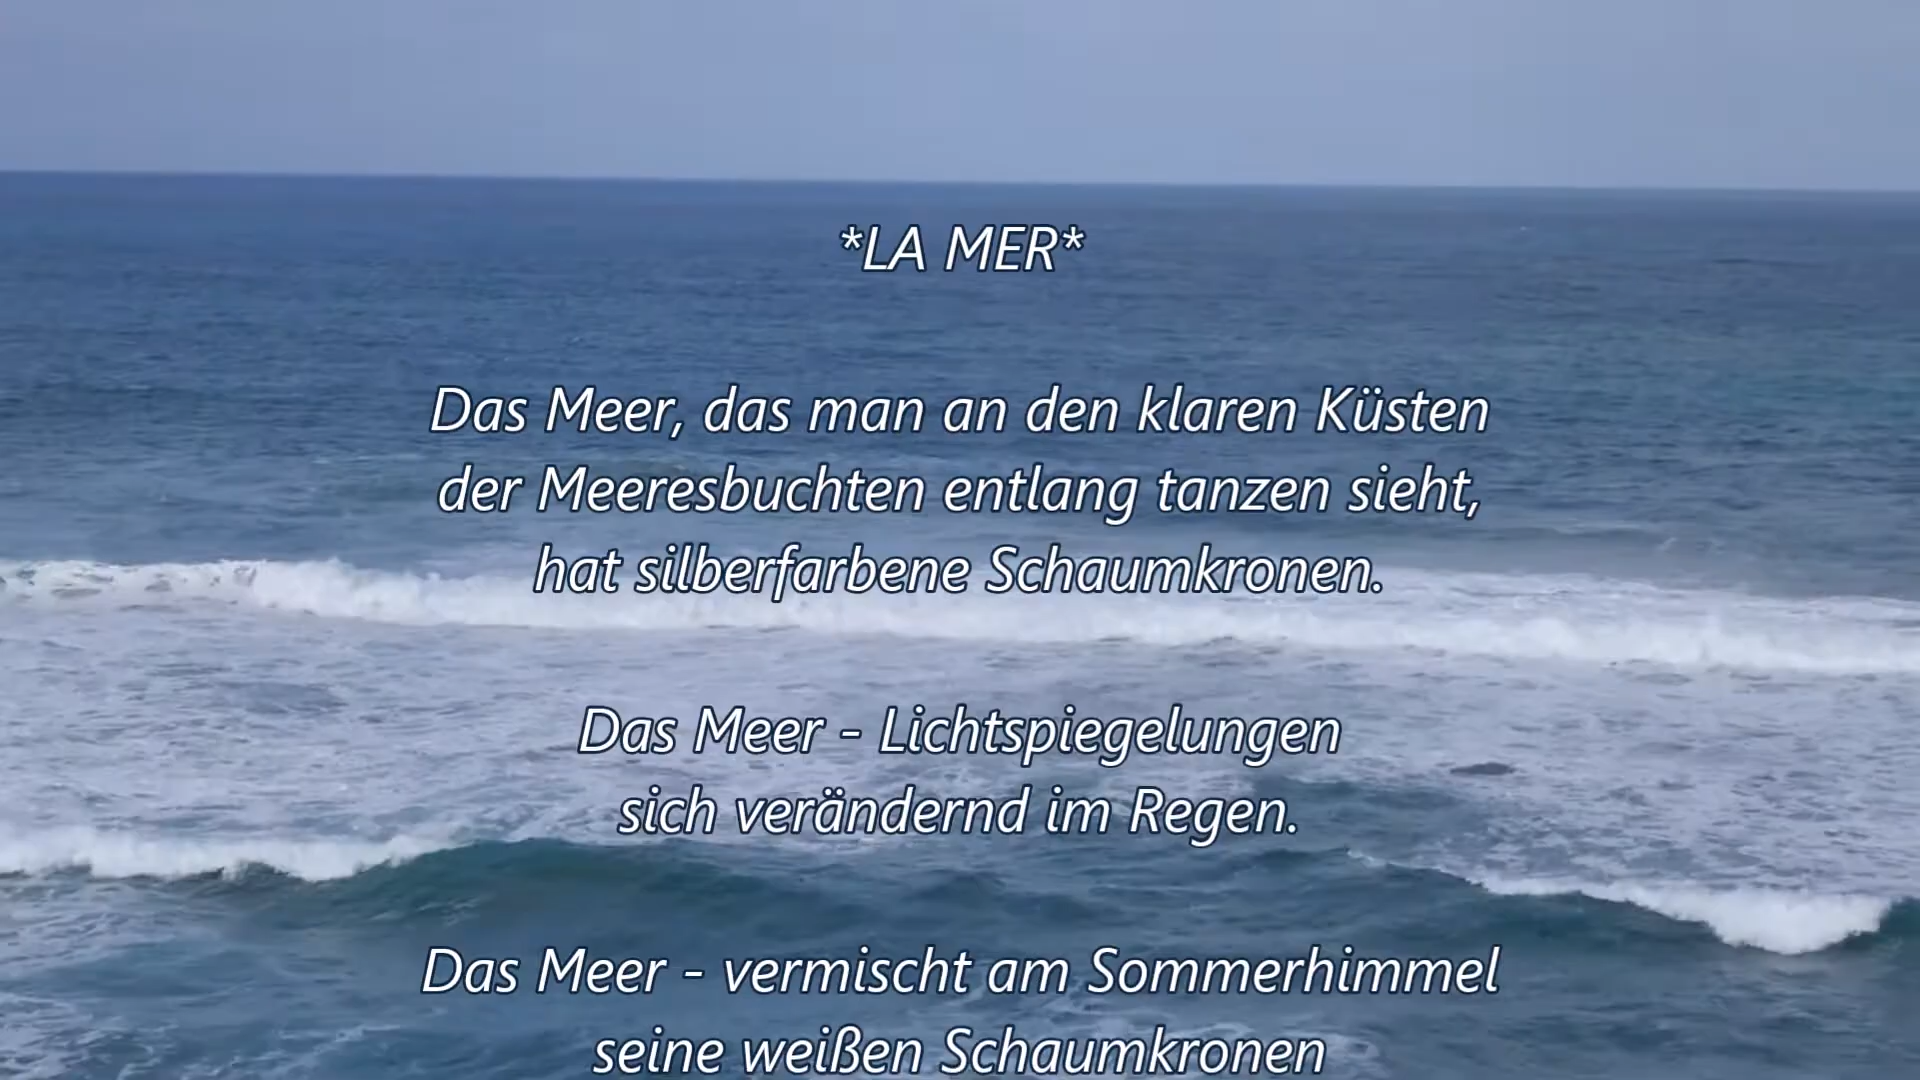 *LA MER*
Das Meer, das man an den klaren Küsten
der Meeresbuchten entlang tanzen sieht,
hat silberfarbene Schaumkronen.
Das Meer - Lichtspiegelungen
sich verändernd im Regen.
Das Meer - vermischt am Sommerhimmel
seine weißen Schaumkronen